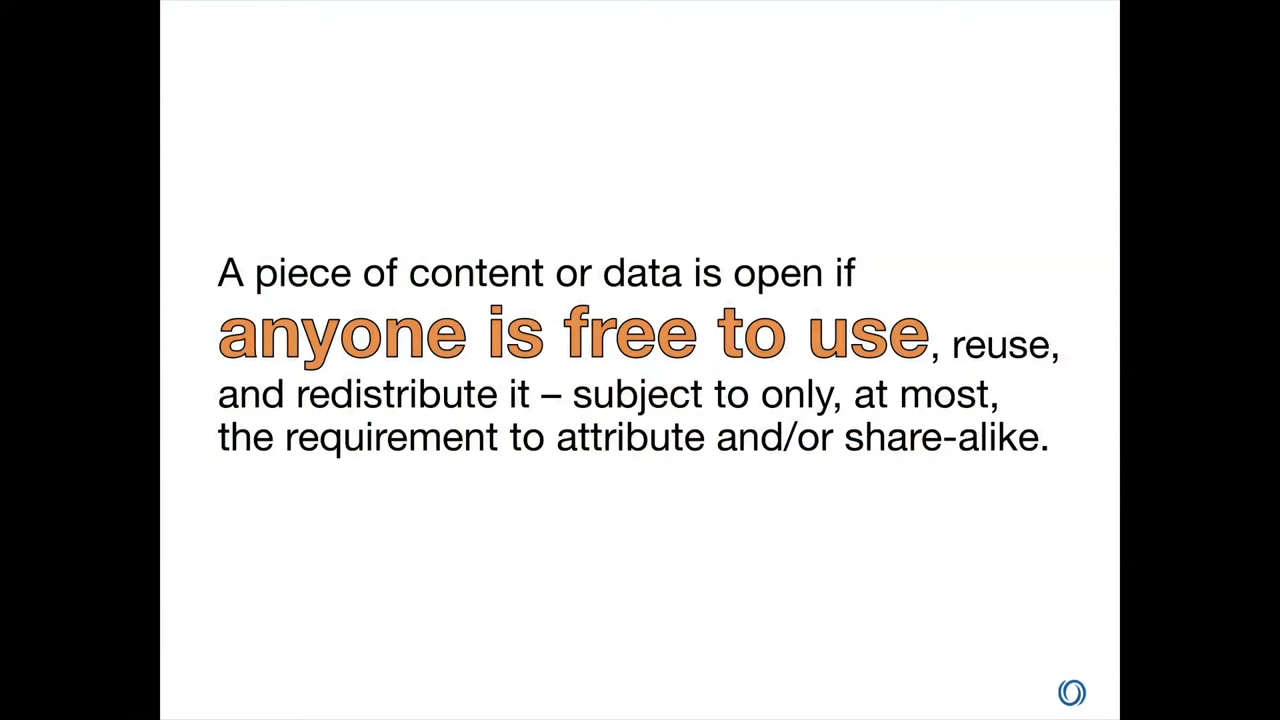 A piece of content or data is open if
anyone is free to use, reuse,
and redistribute it – subject to only, at most,
the requirement to attribute and/or share-alike.